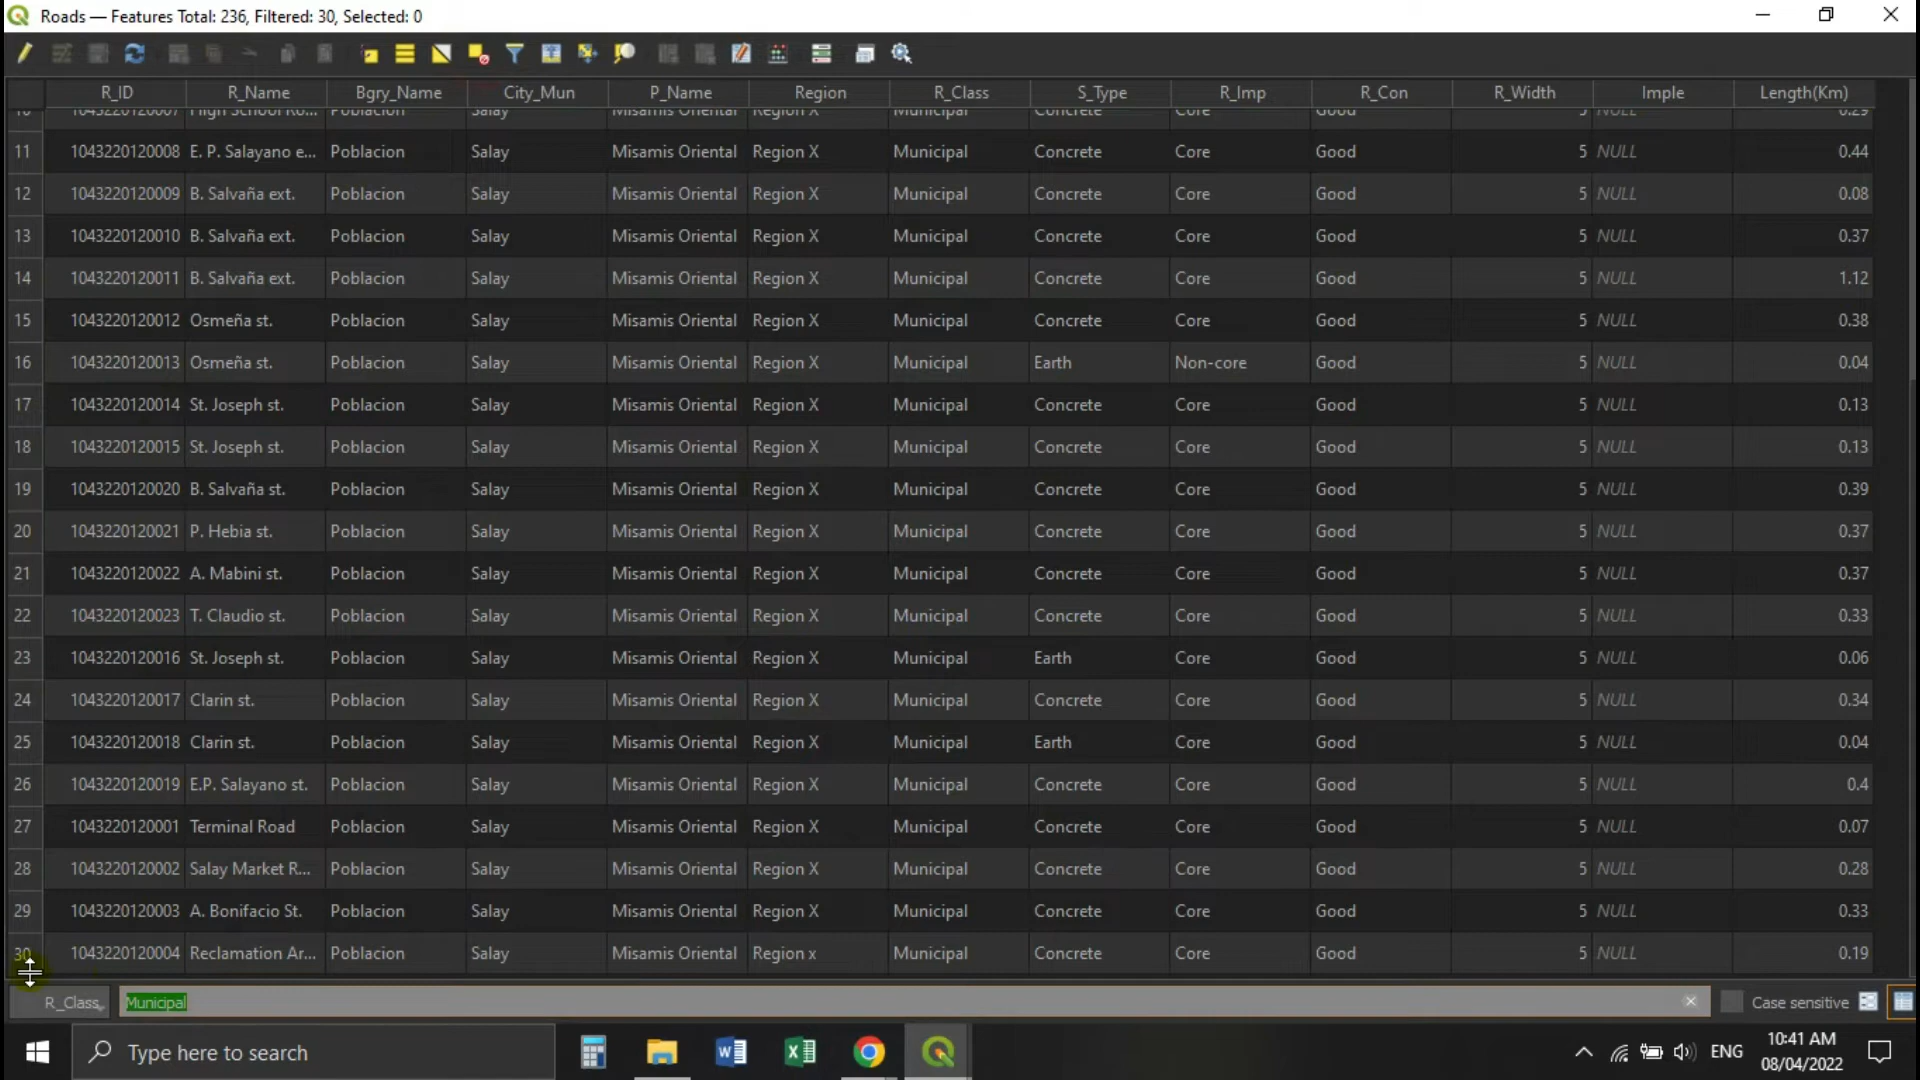 Roads — Features Total: 236, Filtered: 30, Selected: 0
R_ID R_Name Bgry_Name City_Mun P_Name Region R_Class S_Type R_Imp R_Con R_Width Imple Length(Km)
10 1043220120007 High School Ro... Poblacion Salay Misamis Oriental Region X Municipal Concrete Core Good 5 NULL 0.29
11 1043220120008 E. P. Salayano e... Poblacion Salay Misamis Oriental Region X Municipal Concrete Core Good 5 NULL 0.44
12 1043220120009 B. Salvaña ext. Poblacion Salay Misamis Oriental Region X Municipal Concrete Core Good 5 NULL 0.08
13 1043220120010 B. Salvaña ext. Poblacion Salay Misamis Oriental Region X Municipal Concrete Core Good 5 NULL 0.37
14 1043220120011 B. Salvaña ext. Poblacion Salay Misamis Oriental Region X Municipal Concrete Core Good 5 NULL 1.12
15 1043220120012 Osmeña st. Poblacion Salay Misamis Oriental Region X Municipal Concrete Core Good 5 NULL 0.38
16 1043220120013 Osmeña st. Poblacion Salay Misamis Oriental Region X Municipal Earth Non-core Good 5 NULL 0.04
17 1043220120014 St. Joseph st. Poblacion Salay Misamis Oriental Region X Municipal Concrete Core Good 5 NULL 0.13
18 1043220120015 St. Joseph st. Poblacion Salay Misamis Oriental Region X Municipal Concrete Core Good 5 NULL 0.13
19 1043220120020 B. Salvaña st. Poblacion Salay Misamis Oriental Region X Municipal Concrete Core Good 5 NULL 0.39
20 1043220120021 P. Hebia st. Poblacion Salay Misamis Oriental Region X Municipal Concrete Core Good 5 NULL 0.37
21 1043220120022 A. Mabini st. Poblacion Salay Misamis Oriental Region X Municipal Concrete Core Good 5 NULL 0.37
22 1043220120023 T. Claudio st. Poblacion Salay Misamis Oriental Region X Municipal Concrete Core Good 5 NULL 0.33
23 1043220120016 St. Joseph st. Poblacion Salay Misamis Oriental Region X Municipal Earth Core Good 5 NULL 0.06
24 1043220120017 Clarin st. Poblacion Salay Misamis Oriental Region X Municipal Concrete Core Good 5 NULL 0.34
25 1043220120018 Clarin st. Poblacion Salay Misamis Oriental Region X Municipal Earth Core Good 5 NULL 0.04
26 1043220120019 E.P. Salayano st. Poblacion Salay Misamis Oriental Region X Municipal Concrete Core Good 5 NULL 0.4
27 1043220120001 Terminal Road Poblacion Salay Misamis Oriental Region X Municipal Concrete Core Good 5 NULL 0.07
28 1043220120002 Salay Market R... Poblacion Salay Misamis Oriental Region X Municipal Concrete Core Good 5 NULL 0.28
29 1043220120003 A. Bonifacio St. Poblacion Salay Misamis Oriental Region X Municipal Concrete Core Good 5 NULL 0.33
30 1043220120004 Reclamation Ar... Poblacion Salay Misamis Oriental Region x Municipal Concrete Core Good 5 NULL 0.19
R_Class Municipal Case sensitive
Type here to search
ENG
10:41 AM
08/04/2022